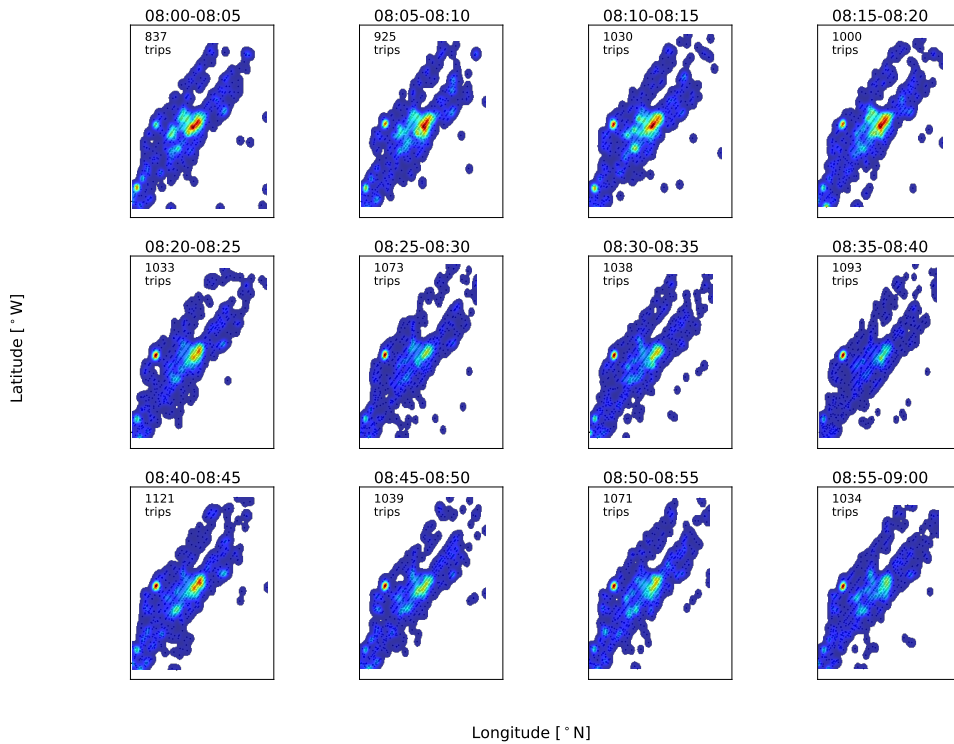 08:00-08:05
837
trips
08:05-08:10
925
trips
08:10-08:15
1030
trips
08:15-08:20
1000
trips
08:20-08:25
1033
trips
08:25-08:30
1073
trips
08:30-08:35
1038
trips
08:35-08:40
1093
trips
08:40-08:45
1121
trips
08:45-08:50
1039
trips
08:50-08:55
1071
trips
08:55-09:00
1034
trips
Latitude [°W]
Longitude [°N]